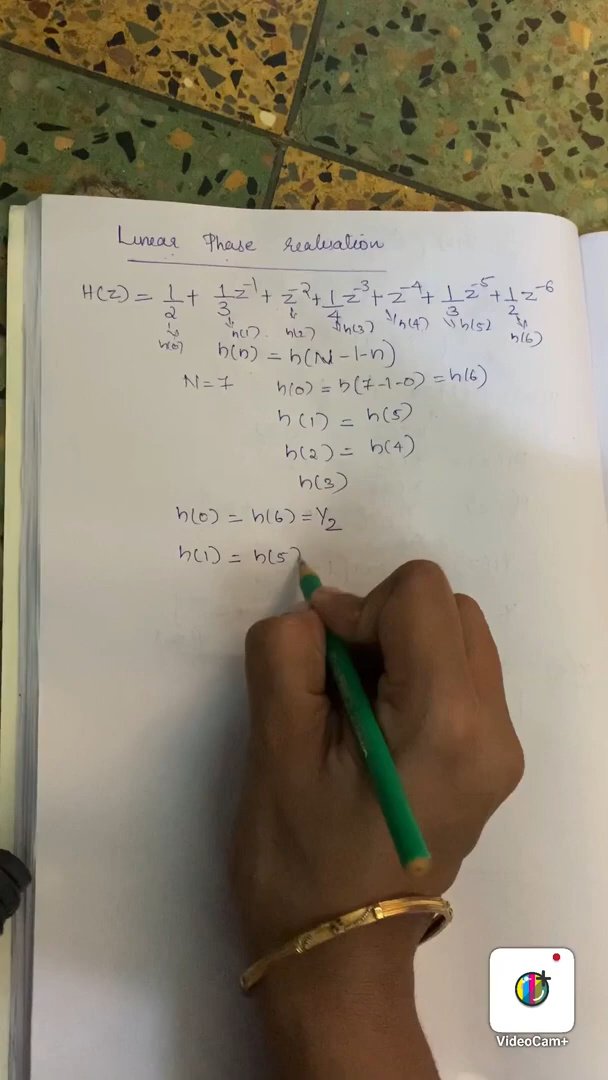 Linear Phase realisation
H(z) = 1/2 + 1/3 z^-1 + z^-2 + 1/4 z^-3 + z^-4 + 1/3 z^-5 + 1/2 z^-6
h(0) h(1) h(2) h(3) h(4) h(5) h(6)
h(n) = h(N-1-n)
N=7 h(0) = h(7-1-0) = h(6)
h(1) = h(5)
h(2) = h(4)
h(3)
h(0) = h(6) = 1/2
h(1) = h(5)
VideoCam+